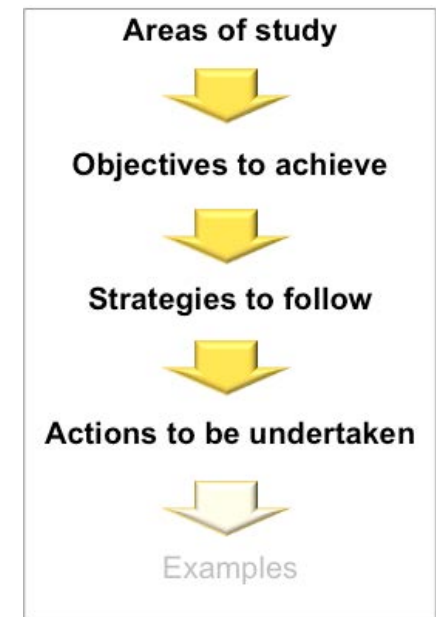 Areas of study
Objectives to achieve
Strategies to follow
Actions to be undertaken
Examples